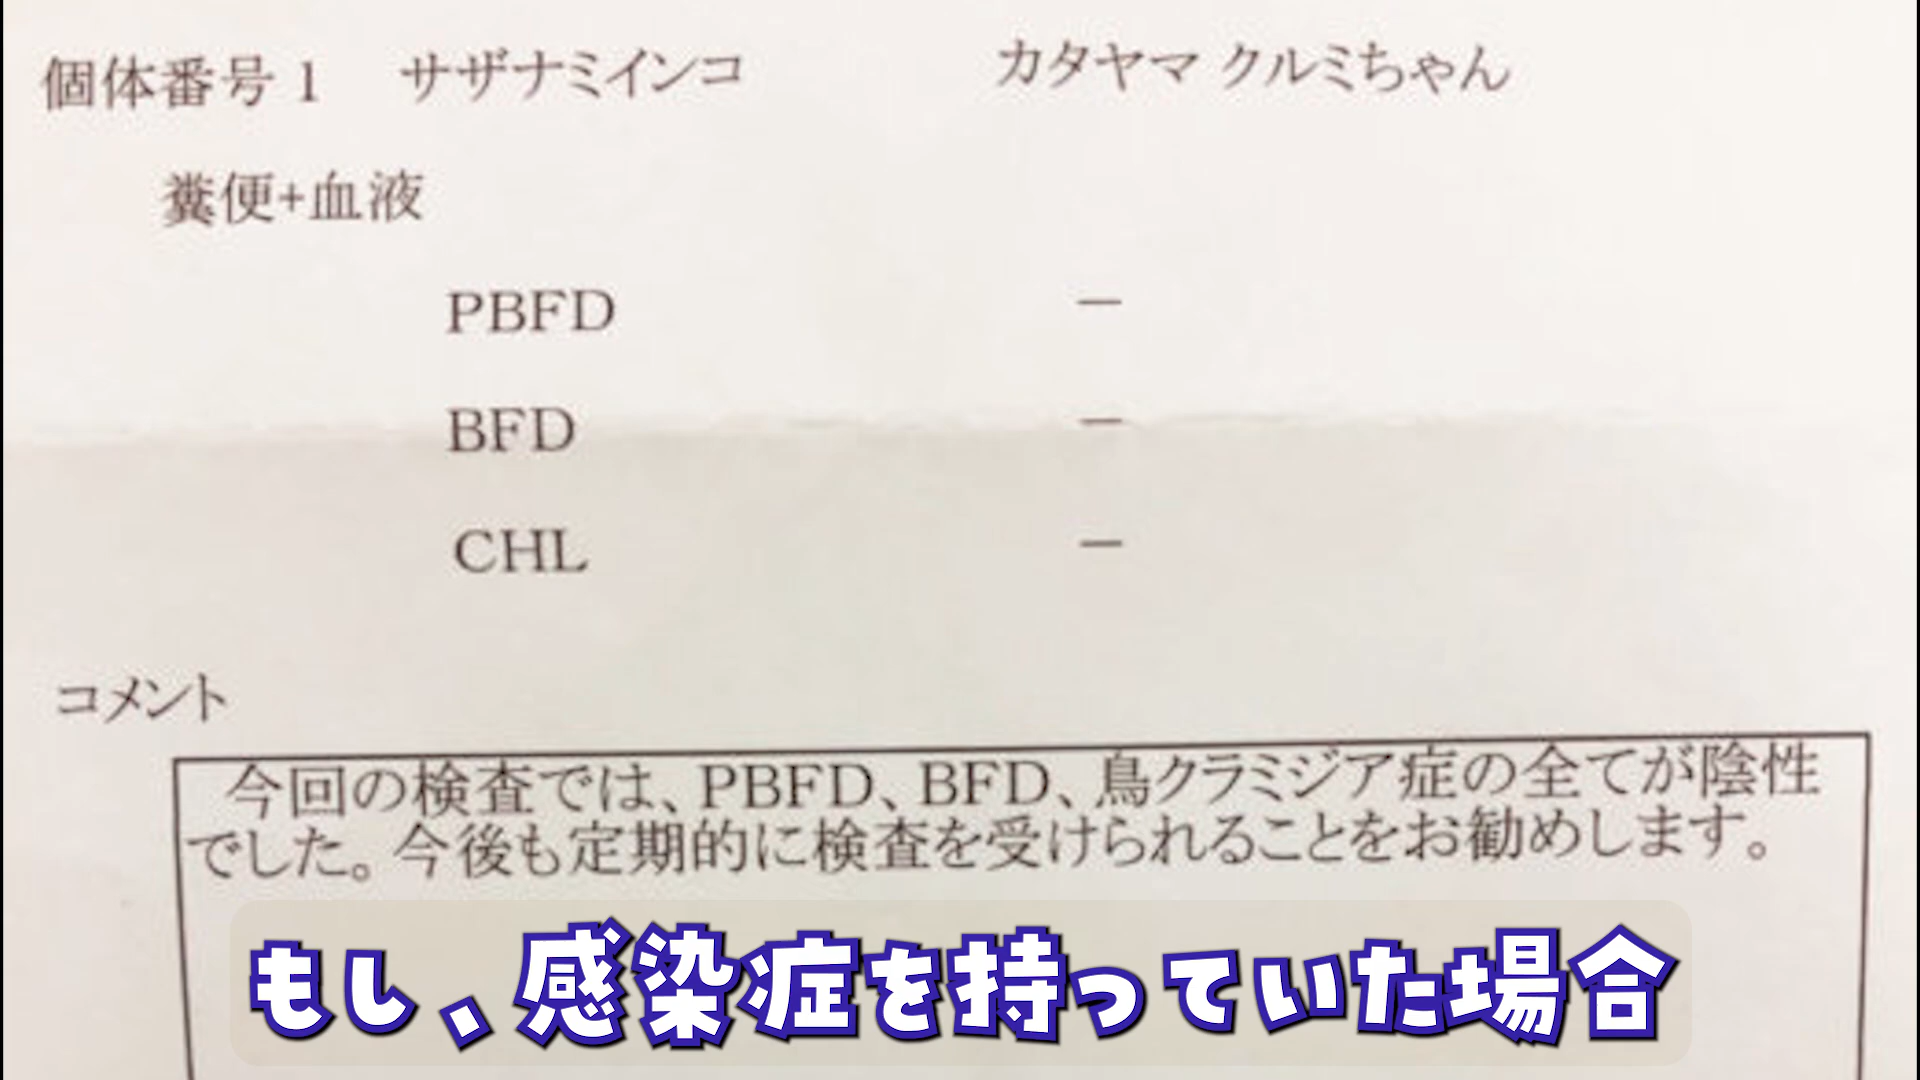 個体番号 1 サザナミインコ カタヤマ クルミちゃん
糞便+血液
PBFD －
BFD －
CHL －
コメント
今回の検査では、PBFD、BFD、鳥クラミジア症の全てが陰性
でした。今後も定期的に検査を受けられることをお勧めします。
もし、感染症を持っていた場合